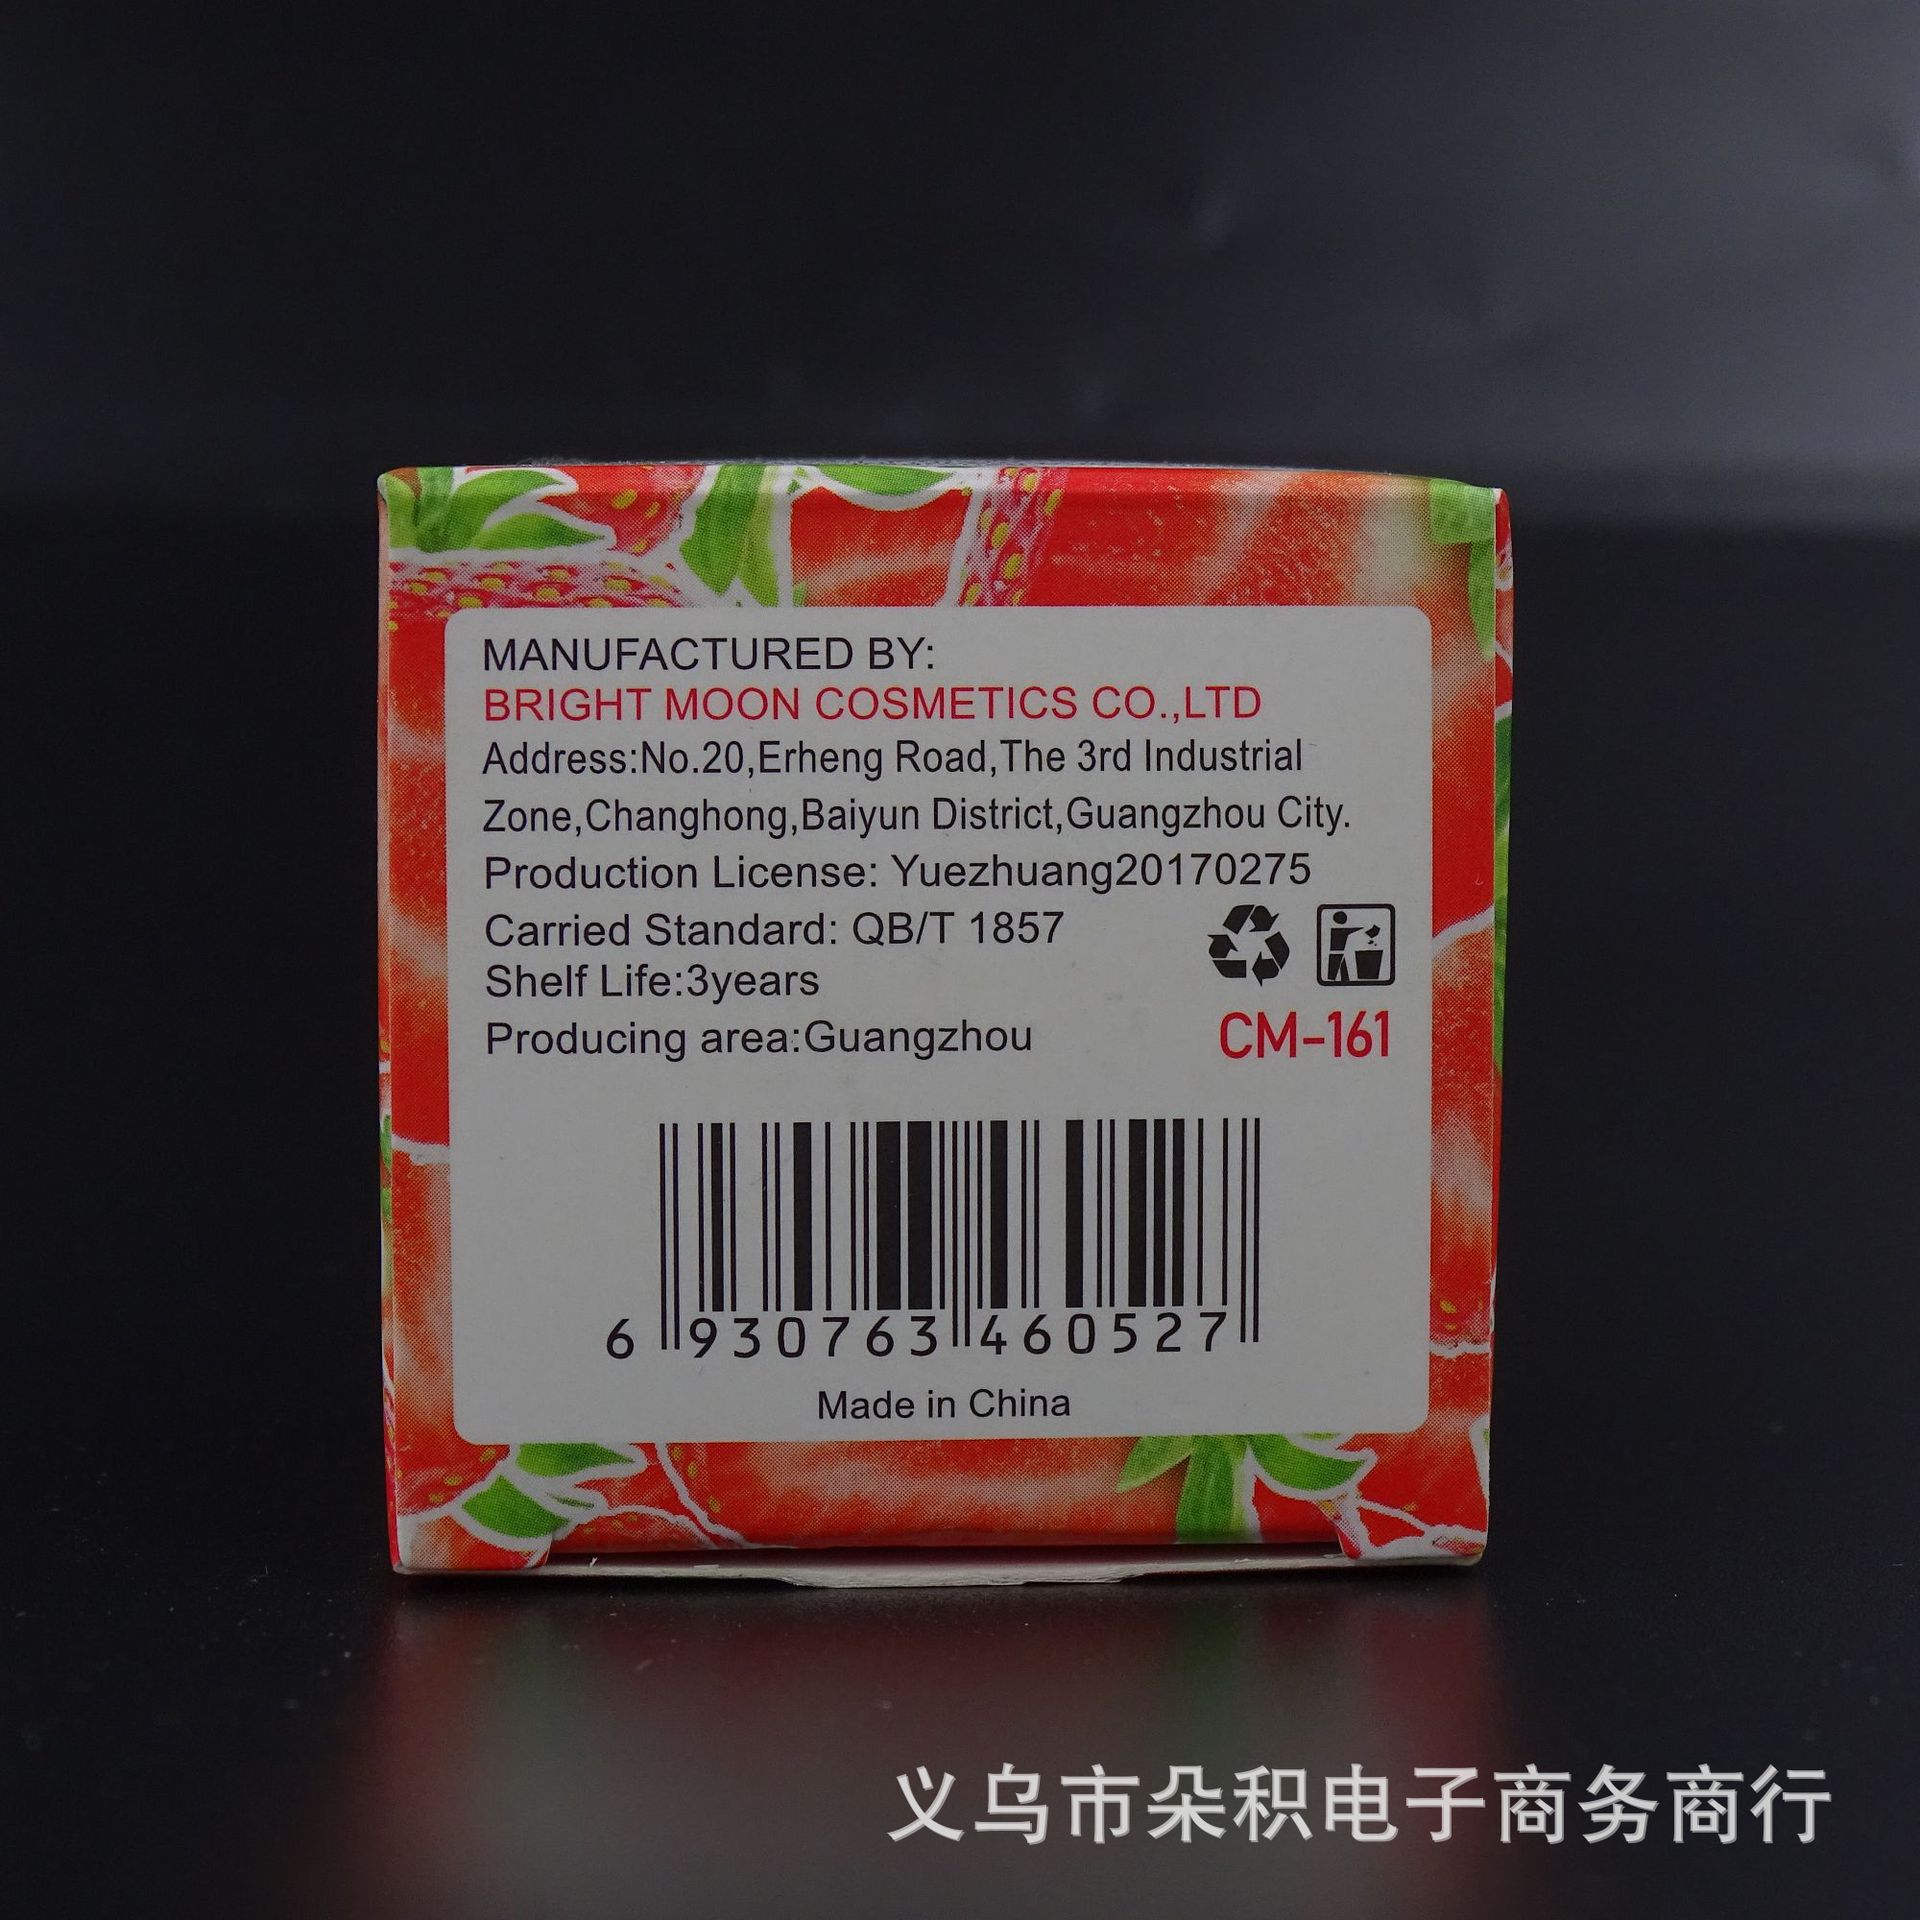 MANUFACTURED BY:
BRIGHT MOON COSMETICS CO.,LTD
Address:No.20,Erheng Road,The 3rd Industrial
Zone,Changhong,Baiyun District,Guangzhou City.
Production License: Yuezhuang20170275
Carried Standard: QB/T 1857
Shelf Life:3years
Producing area:Guangzhou
CM-161
6 930763 460527
Made in China
义乌市朵积电子商务商行